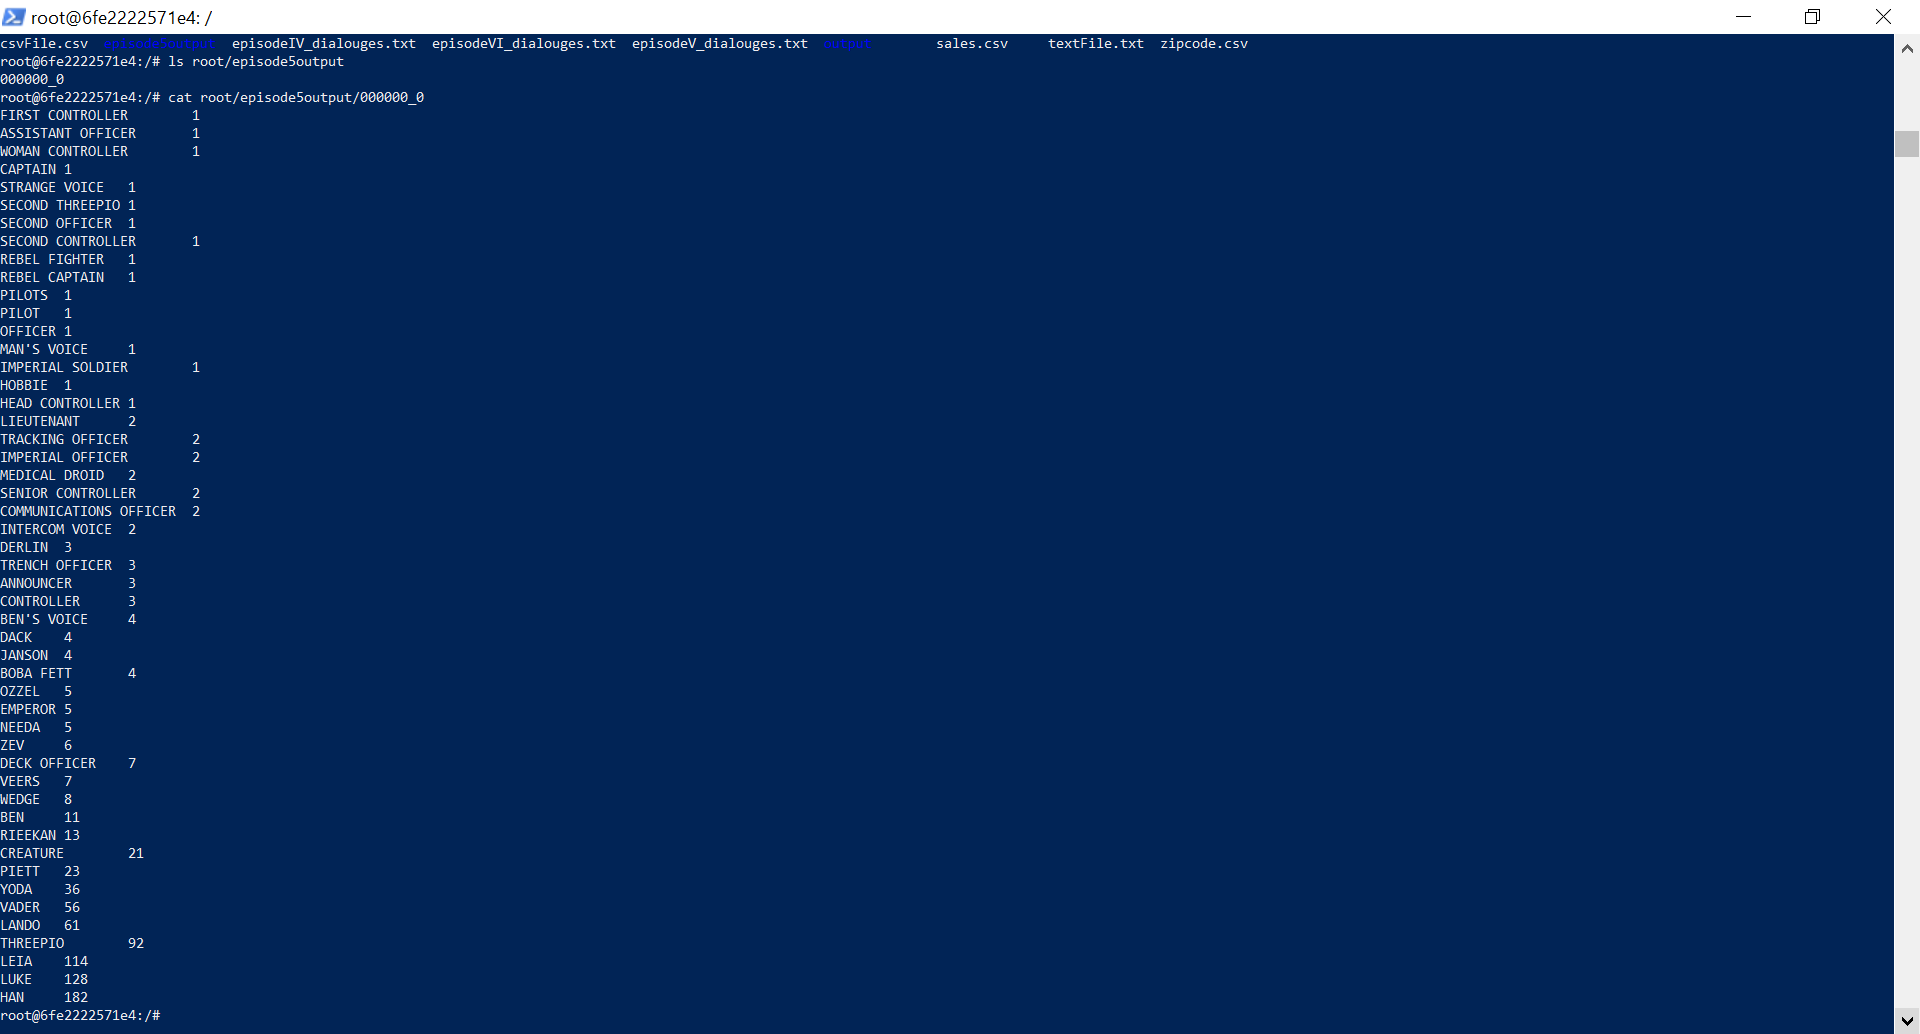 root@6fe2222571e4: /
csvFile.csv episode5output episodeIV_dialouges.txt episodeVI_dialouges.txt episodeV_dialouges.txt output sales.csv textFile.txt zipcode.csv
root@6fe2222571e4:/# ls root/episode5output
000000_0
root@6fe2222571e4:/# cat root/episode5output/000000_0
FIRST CONTROLLER 1
ASSISTANT OFFICER 1
WOMAN CONTROLLER 1
CAPTAIN 1
STRANGE VOICE 1
SECOND THREEPIO 1
SECOND OFFICER 1
SECOND CONTROLLER 1
REBEL FIGHTER 1
REBEL CAPTAIN 1
PILOTS 1
PILOT 1
OFFICER 1
MAN'S VOICE 1
IMPERIAL SOLDIER 1
HOBBIE 1
HEAD CONTROLLER 1
LIEUTENANT 2
TRACKING OFFICER 2
IMPERIAL OFFICER 2
MEDICAL DROID 2
SENIOR CONTROLLER 2
COMMUNICATIONS OFFICER 2
INTERCOM VOICE 2
DERLIN 3
TRENCH OFFICER 3
ANNOUNCER 3
CONTROLLER 3
BEN'S VOICE 4
DACK 4
JANSON 4
BOBA FETT 4
OZZEL 5
EMPEROR 5
NEEDA 5
ZEV 6
DECK OFFICER 7
VEERS 7
WEDGE 8
BEN 11
RIEEKAN 13
CREATURE 21
PIETT 23
YODA 36
VADER 56
LANDO 61
THREEPIO 92
LEIA 114
LUKE 128
HAN 182
root@6fe2222571e4:/#